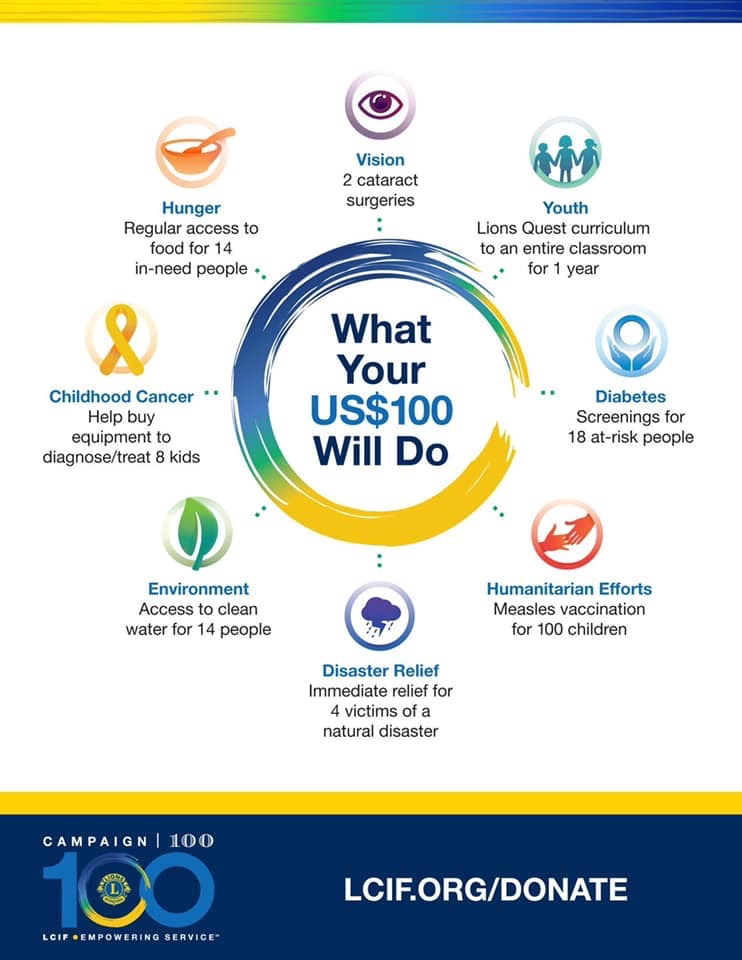 What
Your
US$100
Will Do
Vision
2 cataract
surgeries
Youth
Lions Quest curriculum
to an entire classroom
for 1 year
Diabetes
Screenings for
18 at-risk people
Humanitarian Efforts
Measles vaccination
for 100 children
Disaster Relief
Immediate relief for
4 victims of a
natural disaster
Environment
Access to clean
water for 14 people
Childhood Cancer
Help buy
equipment to
diagnose/treat 8 kids
Hunger
Regular access to
food for 14
in-need people
CAMPAIGN | 100
100
LIONS
L
LCIF EMPOWERING SERVICE℠
LCIF.ORG/DONATE